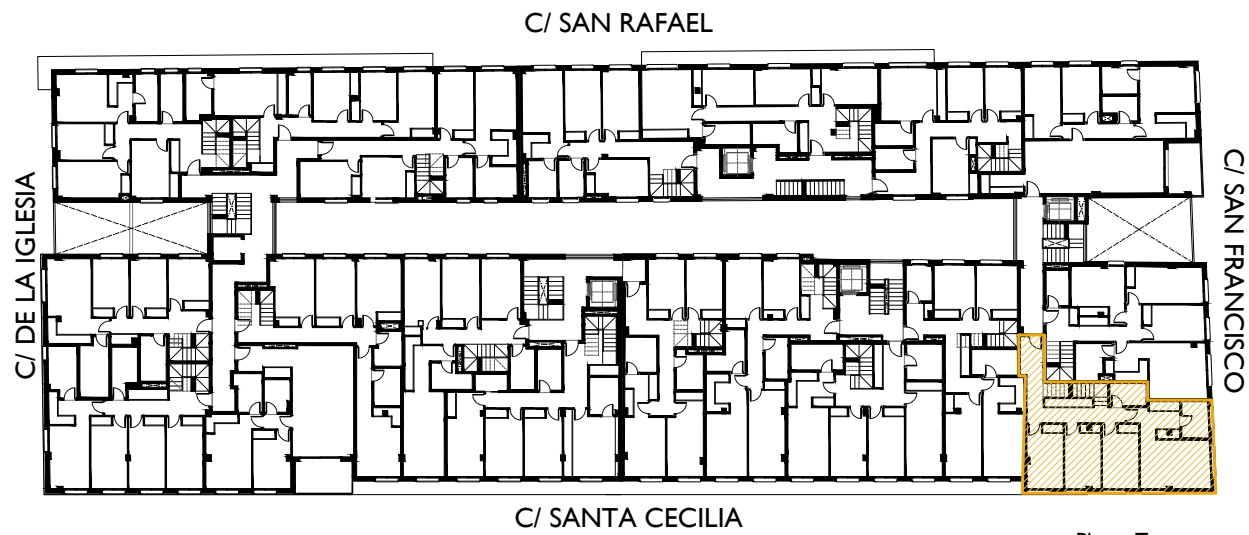 C/ SAN RAFAEL
C/ DE LA IGLESIA
C/ SAN FRANCISCO
C/ SANTA CECILIA